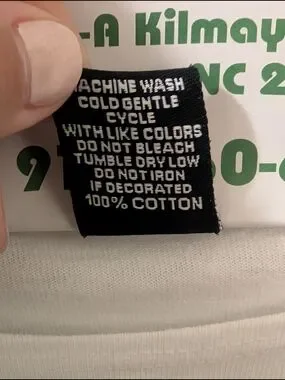 -A Kilmay
NC 2
MACHINE WASH
COLD GENTLE
CYCLE
WITH LIKE COLORS
DO NOT BLEACH
TUMBLE DRY LOW
DO NOT IRON
IF DECORATED
100% COTTON